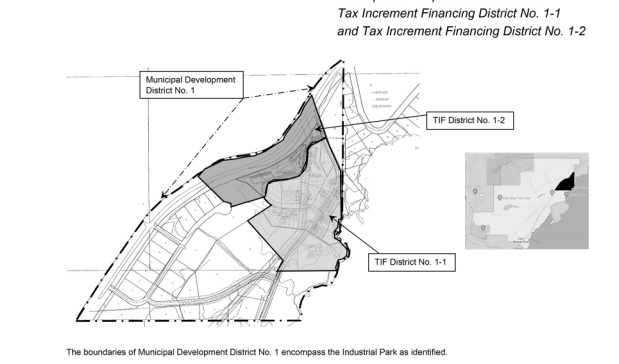 Tax Increment Financing District No. 1-1
and Tax Increment Financing District No. 1-2
Municipal Development
District No. 1
TIF District No. 1-2
TIF District No. 1-1
The boundaries of Municipal Development District No. 1 encompass the Industrial Park as identified.